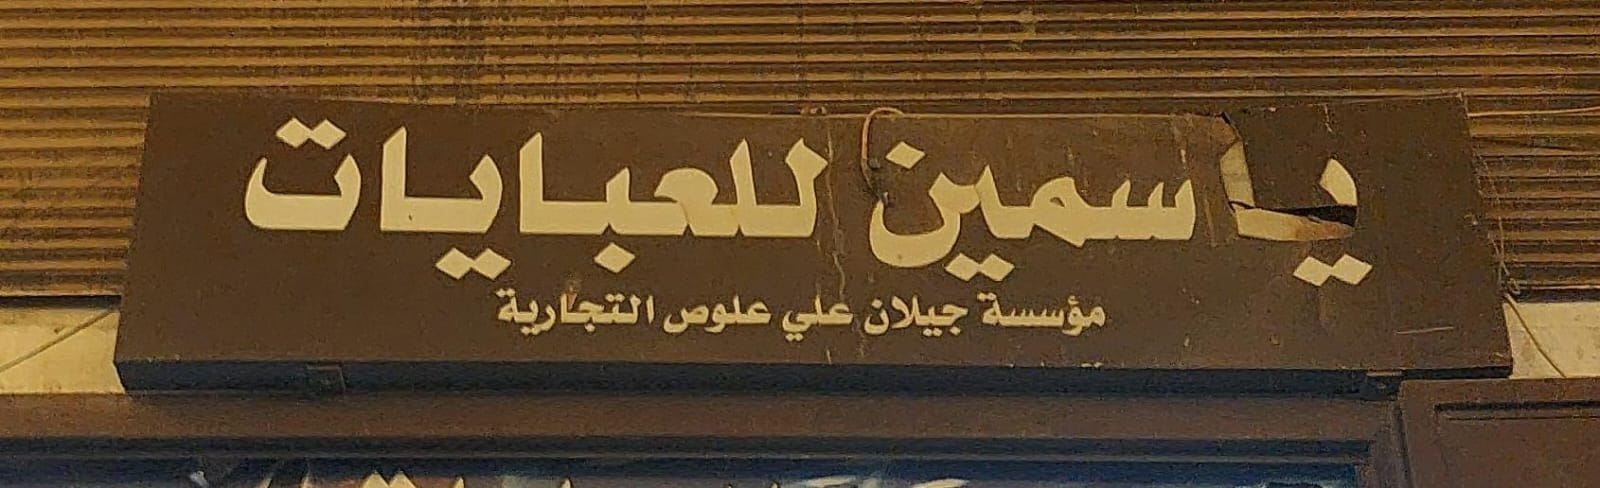 ياسمين للعبايات
مؤسسة جيلان علي علوص التجارية